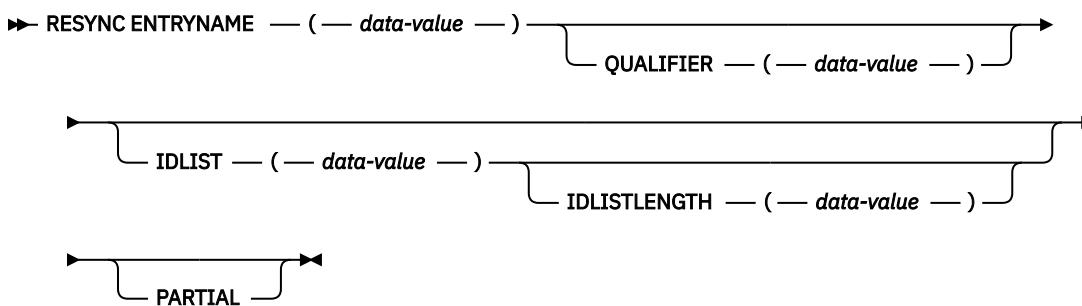 RESYNC ENTRYNAME ( data-value )
QUALIFIER ( data-value )
IDLIST ( data-value )
IDLISTLENGTH ( data-value )
PARTIAL